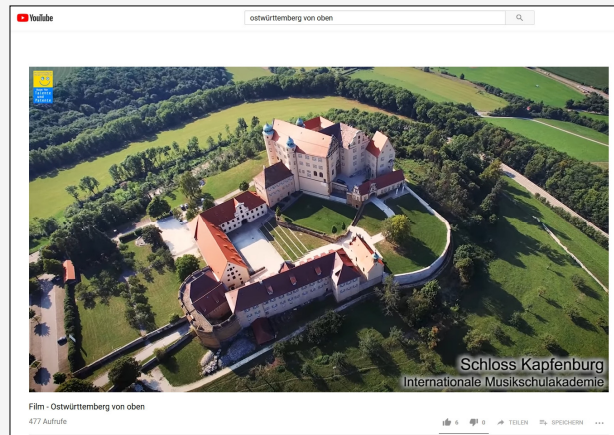 YouTube
ostwürttemberg von oben
Schloss Kapfenburg
Internationale Musikschulakademie
Film - Ostwürttemberg von oben
477 Aufrufe
6
0
TEILEN
SPEICHERN